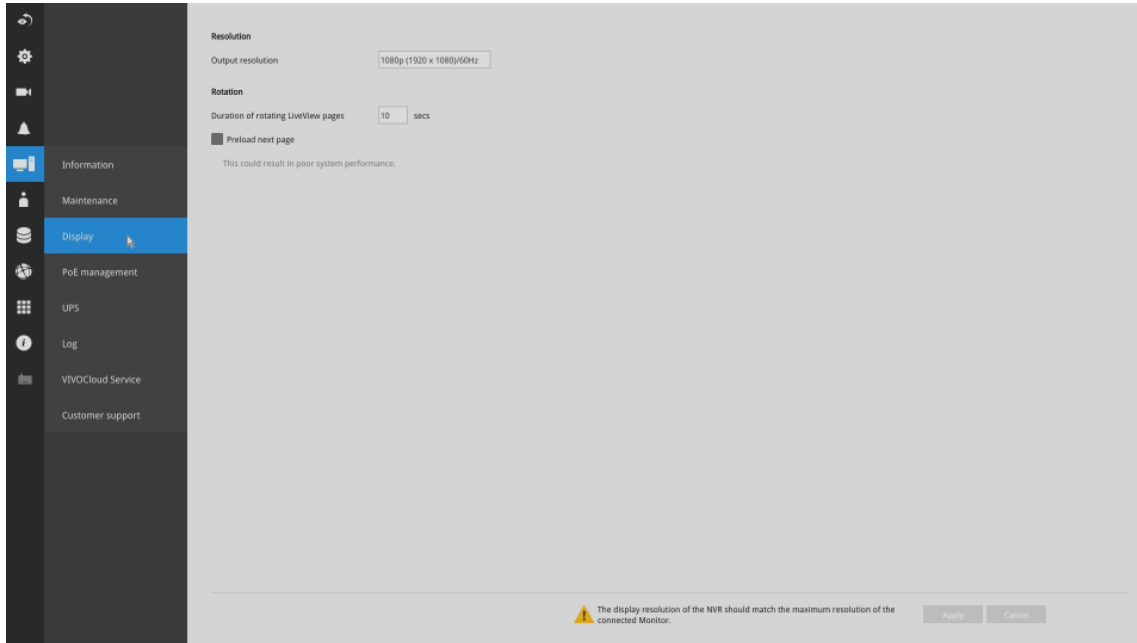 Information
Maintenance
Display
PoE management
UPS
Log
VIVOCloud Service
Customer support
Resolution
Output resolution 1080p (1920 x 1080)/60Hz
Rotation
Duration of rotating LiveView pages 10 secs
Preload next page
This could result in poor system performance.
The display resolution of the NVR should match the maximum resolution of the
connected Monitor.
Apply Cancel